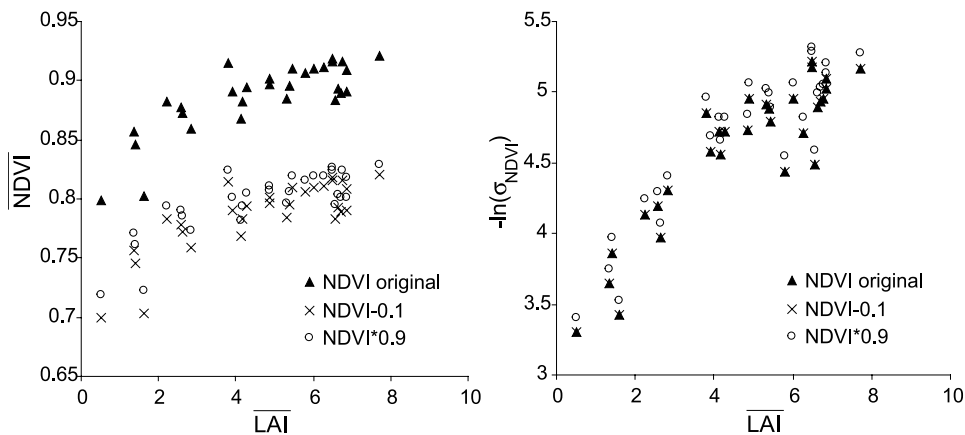 0.95
0.9
0.85
0.8
0.75
0.7
0.65
NDVI
0 2 4 6 8 10
LAI
▲ NDVI original
× NDVI-0.1
○ NDVI*0.9
5.5
5
4.5
4
3.5
3
-ln(σNDVI)
0 2 4 6 8 10
LAI
▲ NDVI original
× NDVI-0.1
○ NDVI*0.9